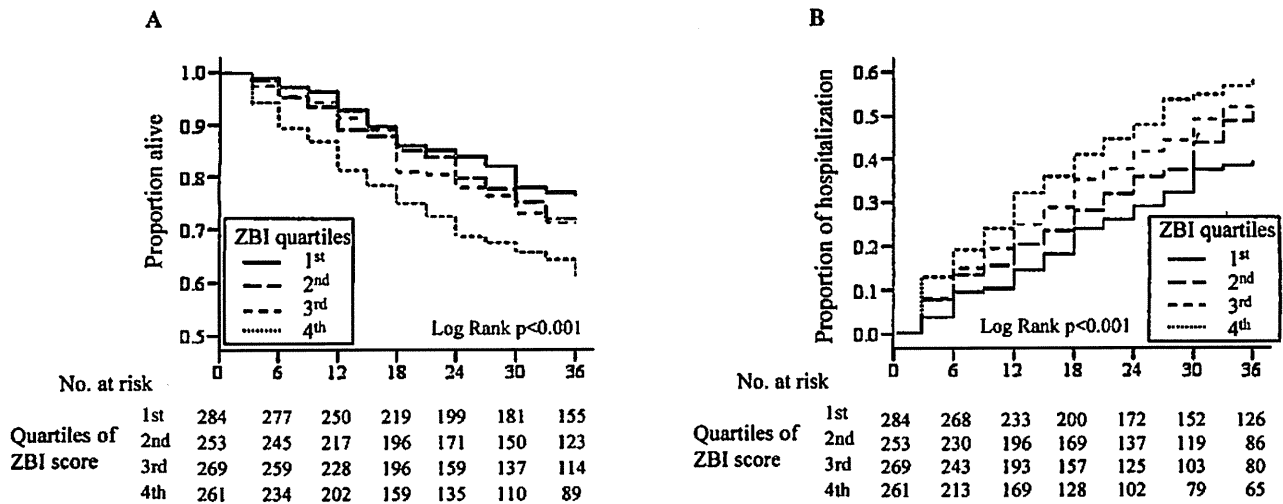 A
Proportion alive
1.0
0.9
0.8
0.7
0.6
0.5
ZBI quartiles
1st
2nd
3rd
4th
Log Rank p<0.001
0 6 12 18 24 30 36
No. at risk
Quartiles of ZBI score
1st 284 277 250 219 199 181 155
2nd 253 245 217 196 171 150 123
3rd 269 259 228 196 159 137 114
4th 261 234 202 159 135 110 89
B
Proportion of hospitalization
0.6
0.5
0.4
0.3
0.2
0.1
0.0
ZBI quartiles
1st
2nd
3rd
4th
Log Rank p<0.001
0 6 12 18 24 30 36
No. at risk
Quartiles of ZBI score
1st 284 268 233 200 172 152 126
2nd 253 230 196 169 137 119 86
3rd 269 243 193 157 125 103 80
4th 261 213 169 128 102 79 65